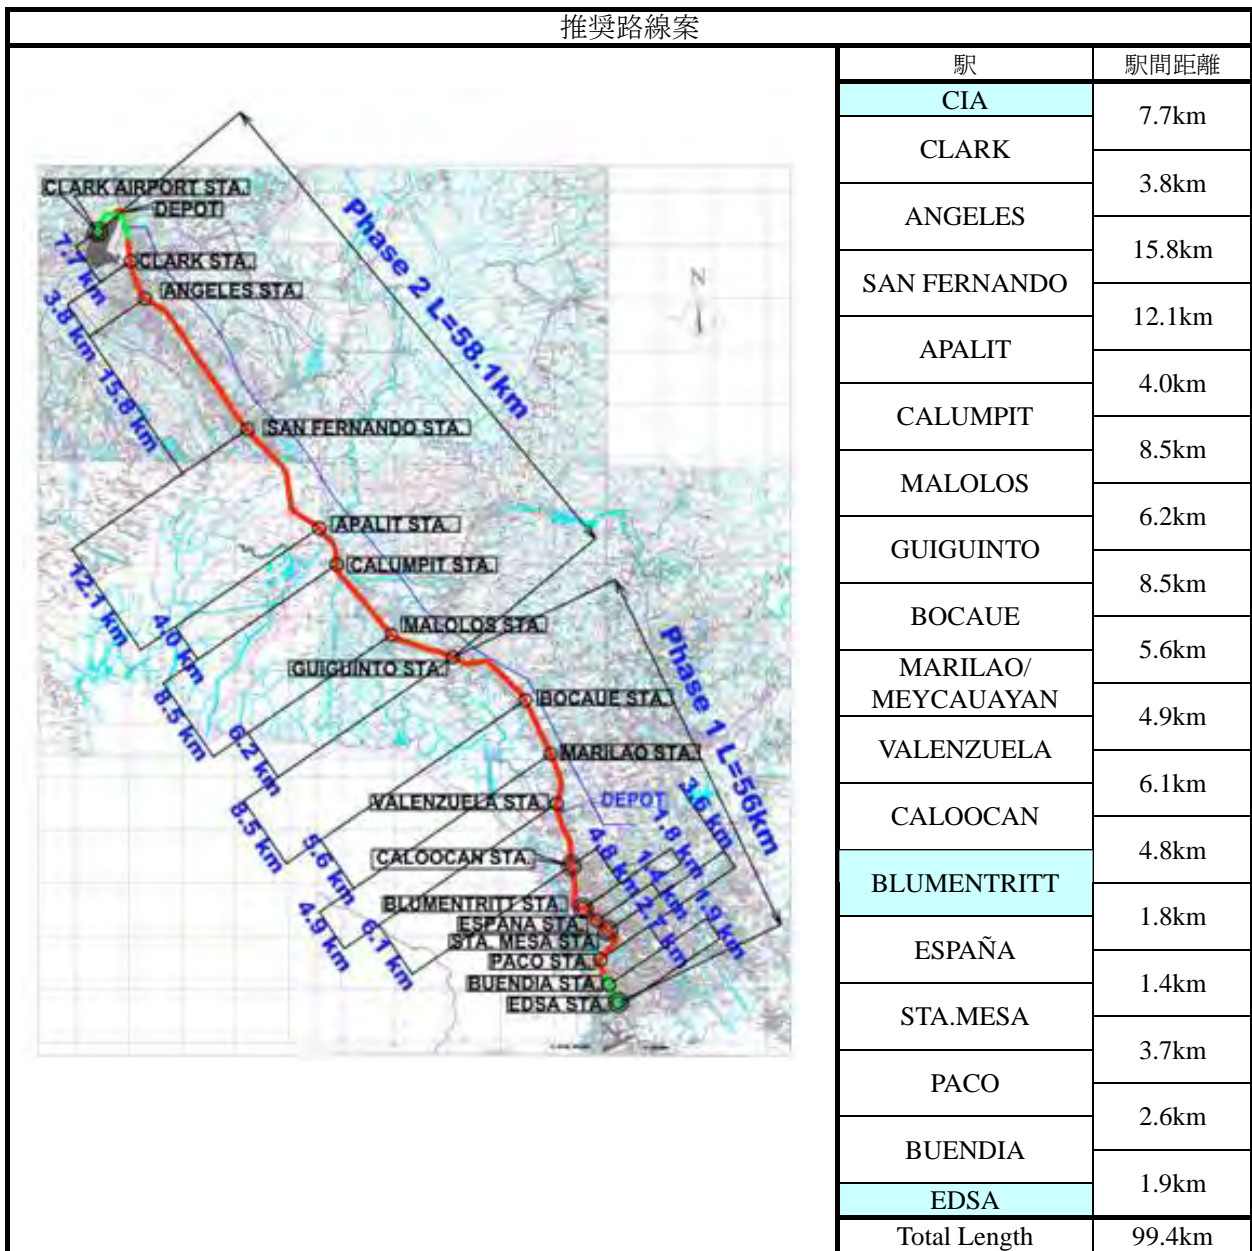 推奨路線案
駅 駅間距離
CIA
7.7km
CLARK
3.8km
ANGELES
15.8km
SAN FERNANDO
12.1km
APALIT
4.0km
CALUMPIT
8.5km
MALOLOS
6.2km
GUIGUINTO
8.5km
BOCAUE
5.6km
MARILAO/
MEYCAUAYAN
4.9km
VALENZUELA
6.1km
CALOOCAN
4.8km
BLUMENTRITT
1.8km
ESPAÑA
1.4km
STA.MESA
3.7km
PACO
2.6km
BUENDIA
1.9km
EDSA
Total Length 99.4km
CLARK AIRPORT STA.
DEPOT
CLARK STA.
ANGELES STA.
SAN FERNANDO STA.
APALIT STA.
CALUMPIT STA.
MALOLOS STA.
GUIGUINTO STA.
BOCAUE STA.
MARILAO STA.
VALENZUELA STA.
DEPOT
CALOOCAN STA.
BLUMENTRITT STA.
ESPANA STA.
STA. MESA STA.
PACO STA.
BUENDIA STA.
EDSA STA.
Phase 2 L=58.1km
Phase 1 L=56km
N
7.7 km
3.8 km
15.8 km
12.1 km
4.0 km
8.5 km
6.2 km
8.5 km
5.6 km
4.9 km
6.1 km
4.8 km
1.8 km
1.4 km
3.6 km
2.7 km
1.9 km